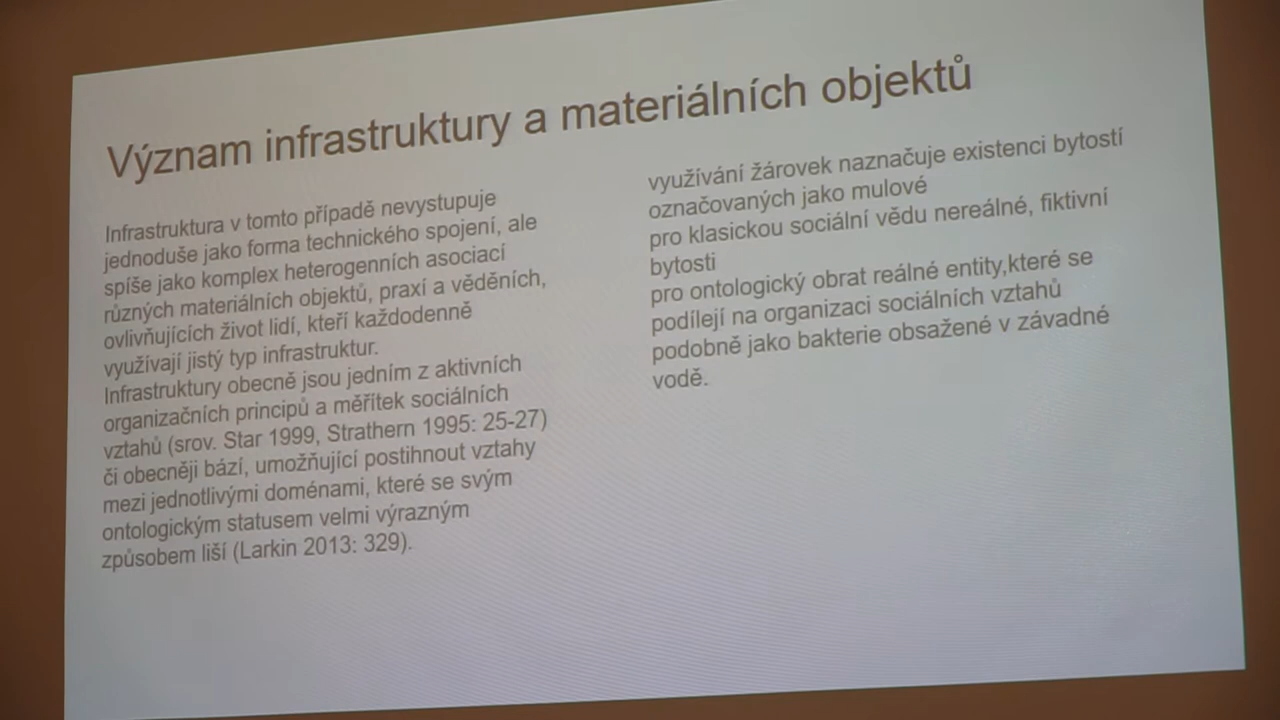 Význam infrastruktury a materiálních objektů
Infrastruktura v tomto případě nevystupuje
jednoduše jako forma technického spojení, ale
spíše jako komplex heterogenních asociací
různých materiálních objektů, praxí a věděních,
ovlivňujících život lidí, kteří každodenně
využívají jistý typ infrastruktur.
Infrastruktury obecně jsou jedním z aktivních
organizačních principů a měřítek sociálních
vztahů (srov. Star 1999, Strathern 1995: 25-27)
či obecněji bází, umožňující postihnout vztahy
mezi jednotlivými doménami, které se svým
ontologickým statusem velmi výrazným
způsobem liší (Larkin 2013: 329).
využívání žárovek naznačuje existenci bytostí
označovaných jako mulové
pro klasickou sociální vědu nereálné, fiktivní
bytosti
pro ontologický obrat reálné entity,které se
podílejí na organizaci sociálních vztahů
podobně jako bakterie obsažené v závadné
vodě.